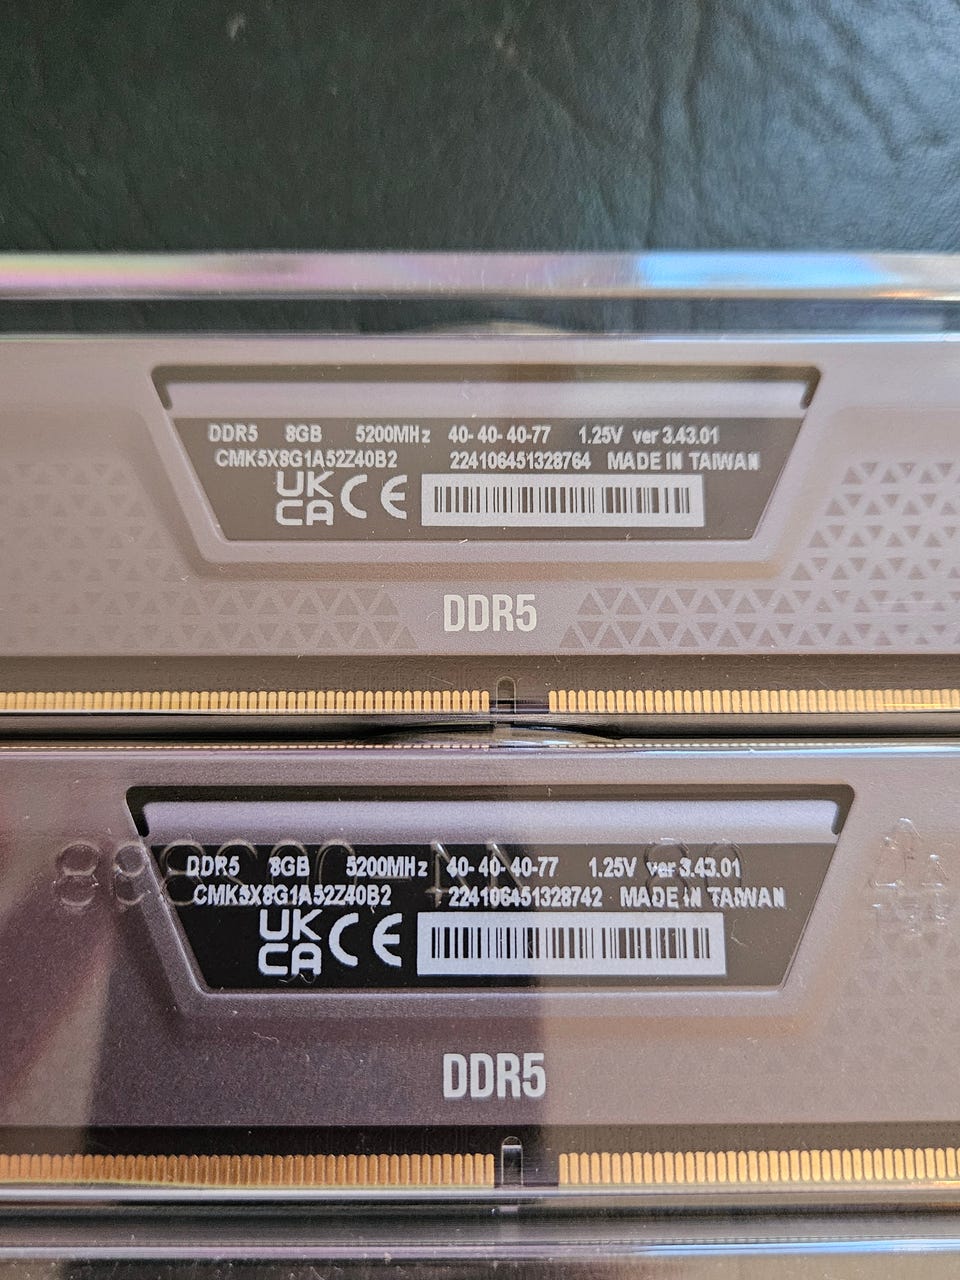 DDR5 8GB 5200MHz 40-40-40-77 1.25V ver 3.43.01
CMK5X8G1A52Z40B2 224106451328764 MADE IN TAIWAN
UK
CA CE
DDR5
DDR5 8GB 5200MHz 40-40-40-77 1.25V ver 3.43.01
CMK5X8G1A52Z40B2 224106451328742 MADE IN TAIWAN
UK
CA CE
DDR5